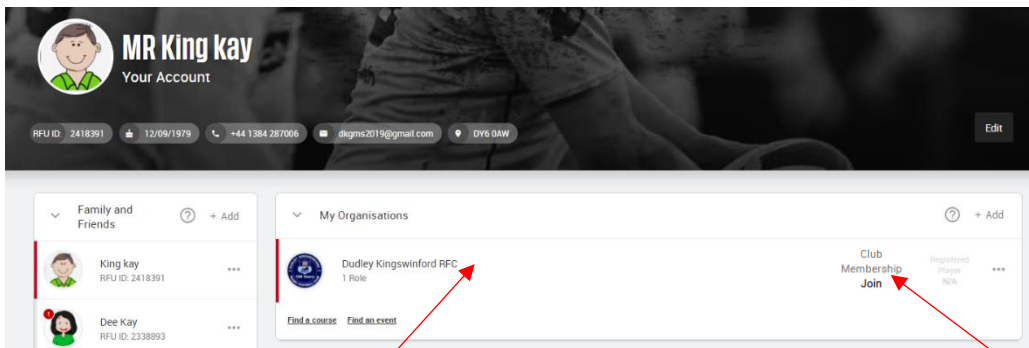 MR King kay
Your Account
RFU ID: 2418391 12/09/1979 +44 1384 287006 dkgms2019@gmail.com DY6 0AW
Edit
Family and Friends
+ Add
King kay
RFU ID: 2418391
1
Dee Kay
RFU ID: 2338893
My Organisations
+ Add
Dudley Kingswinford RFC
1 Role
Club
Membership
Join
Registered
Player
N/A
Find a course Find an event